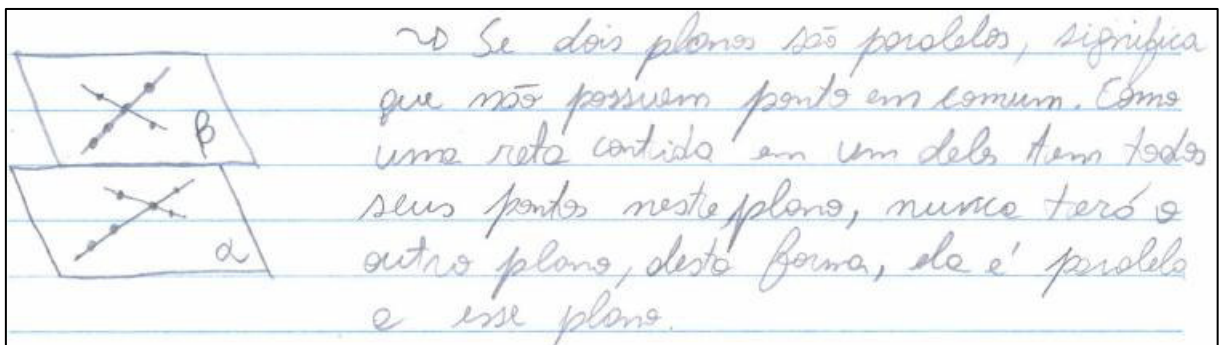 ~D Se dois planos são paralelos, significa
que não possuem ponto em comum. Como
uma reta contida em um deles tem todos
seus pontos neste plano, nunca terá o
outro plano, desta forma, ela é paralela
a esse plano.
β
α